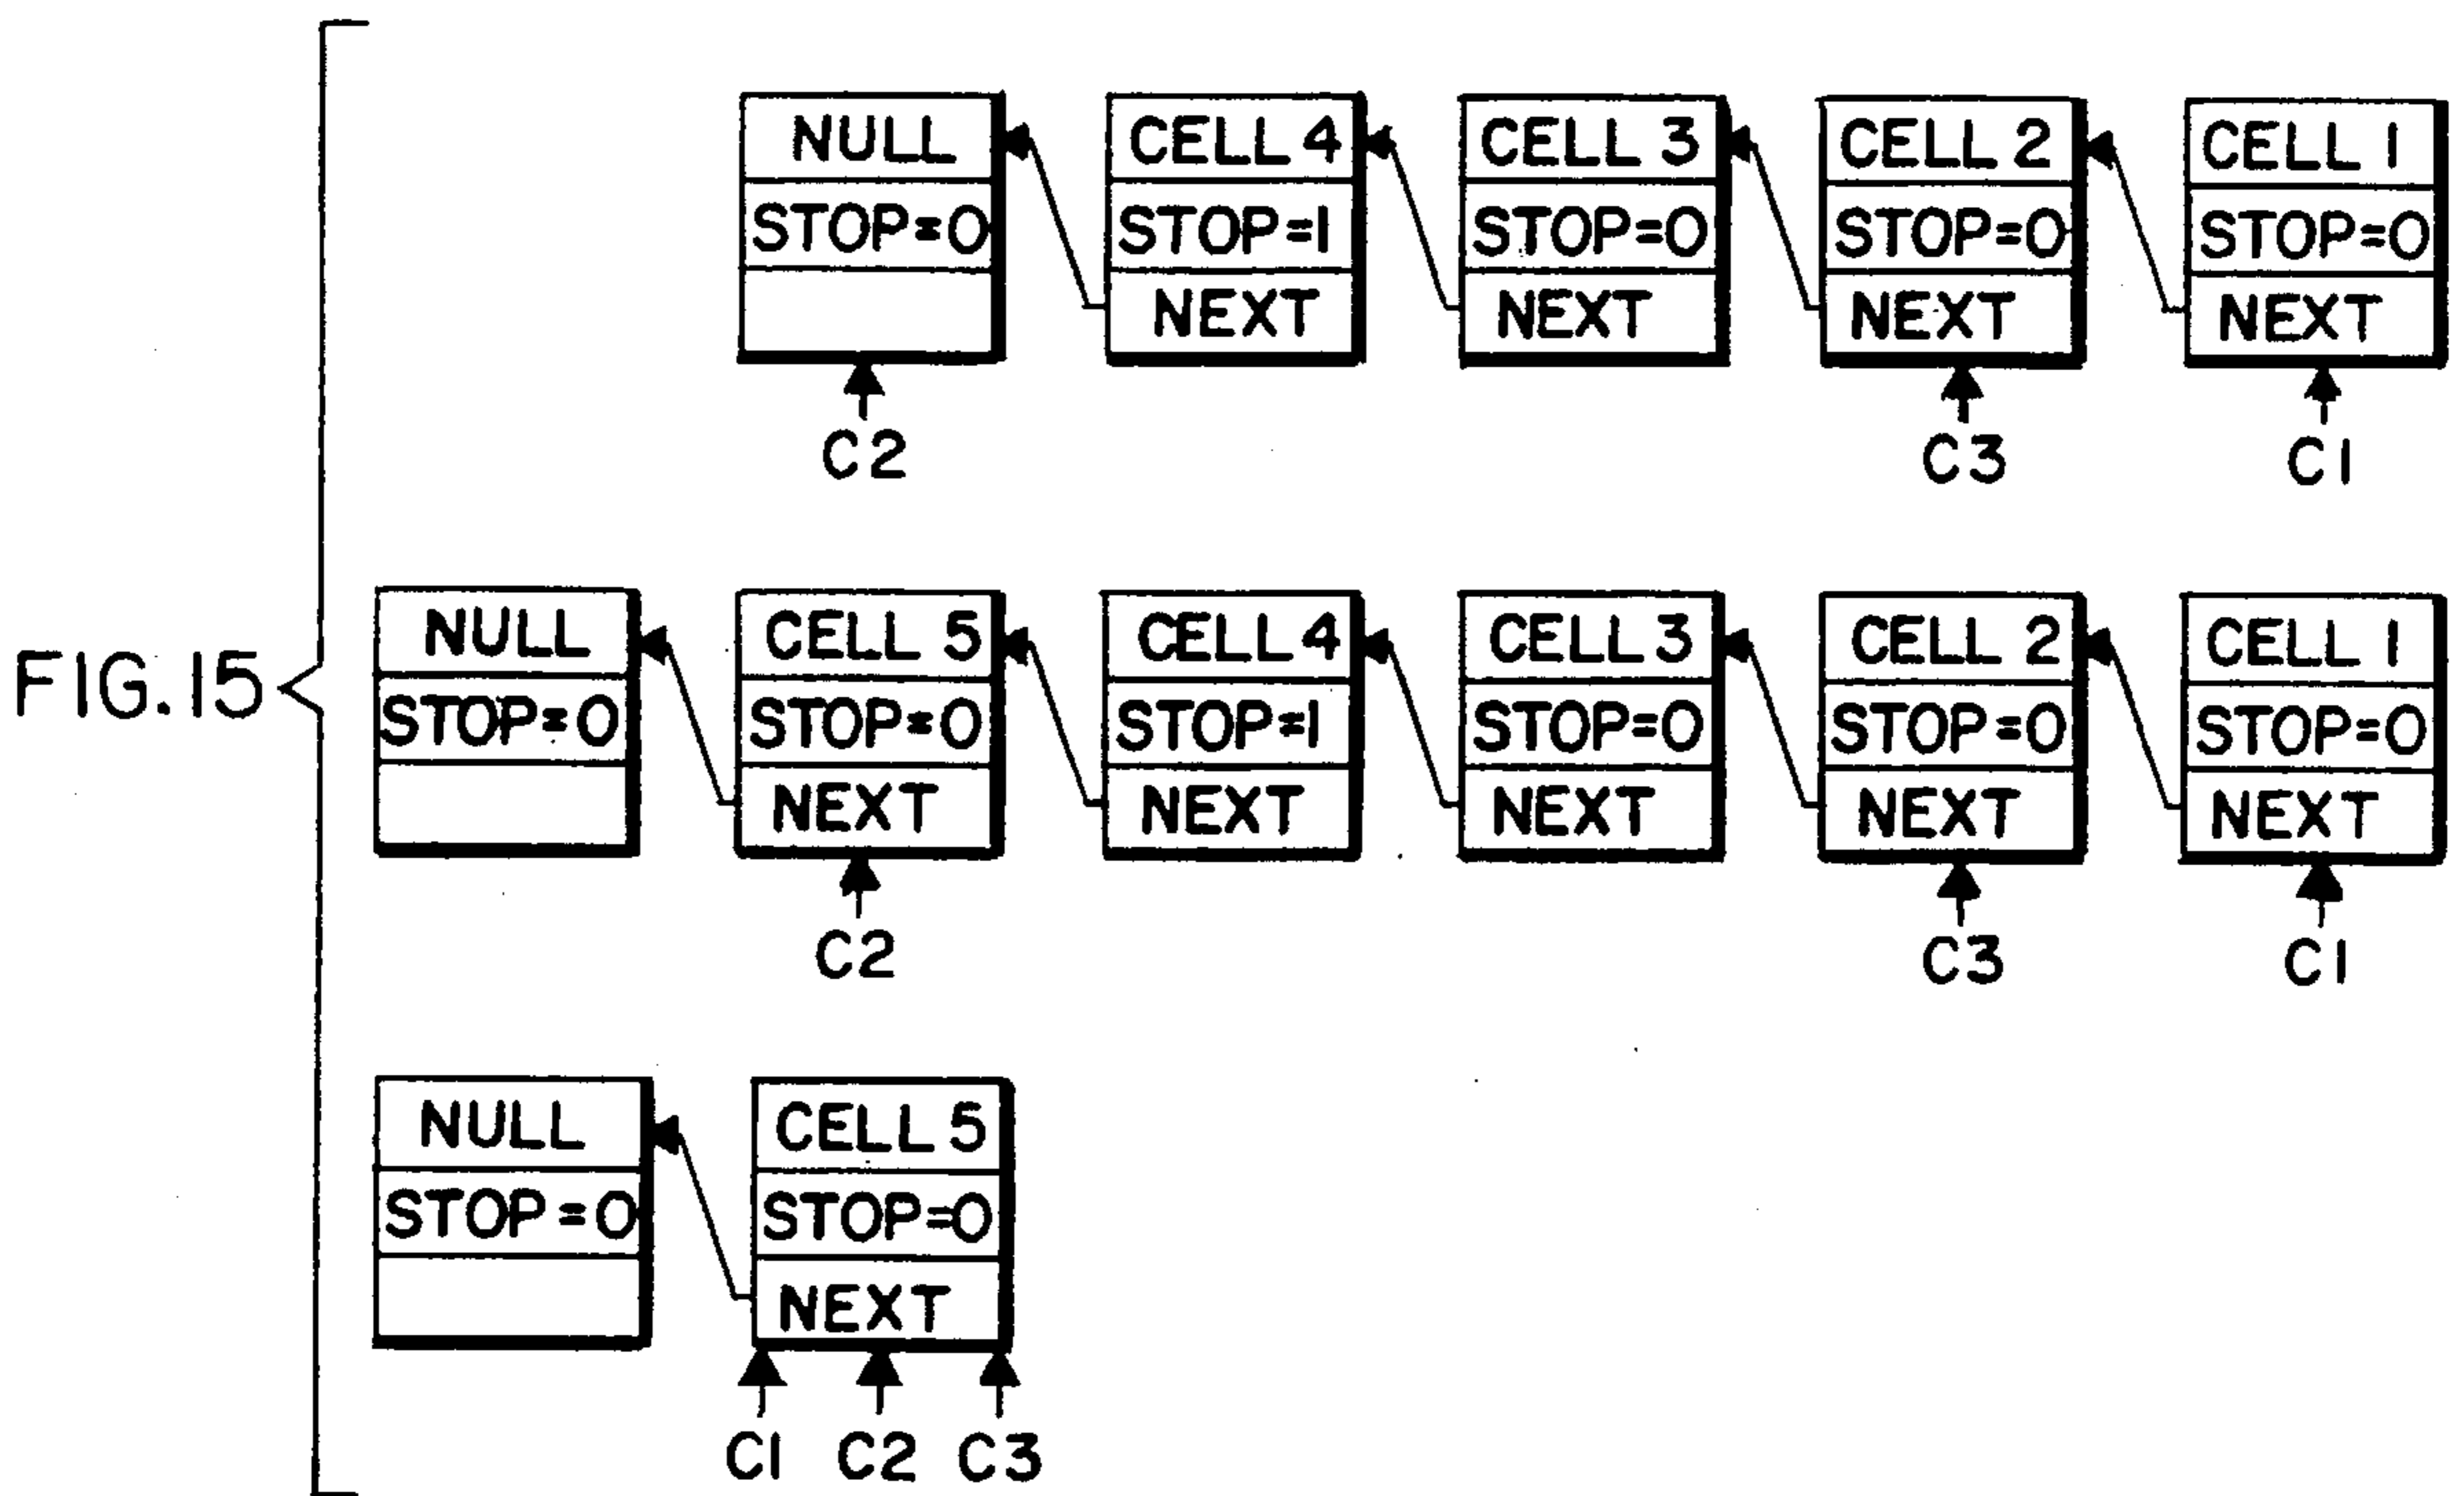 NULL CELL 4 CELL 3 CELL 2 CELL 1
STOP=0 STOP=1 STOP=0 STOP=0 STOP=0
NEXT NEXT NEXT NEXT
C2 C3 C1
NULL CELL 5 CELL 4 CELL 3 CELL 2 CELL 1
FIG.15
STOP=0 STOP=0 STOP=1 STOP=0 STOP=0 STOP=0
NEXT NEXT NEXT NEXT NEXT
C2 C3 C1
NULL CELL 5
STOP=0 STOP=0
NEXT
C1 C2 C3